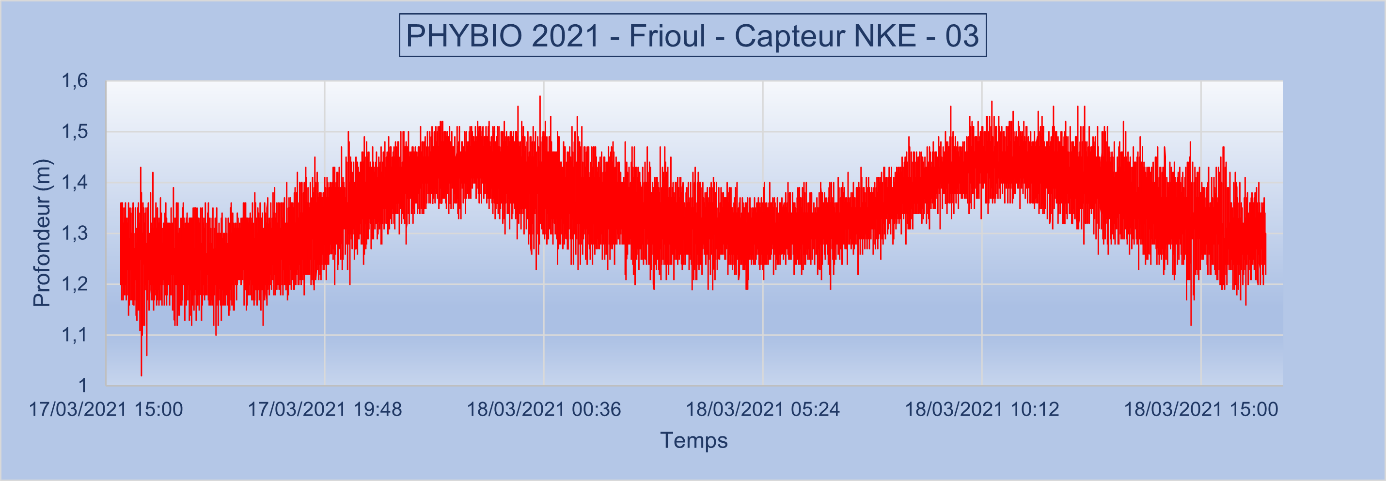 PHYBIO 2021 - Frioul - Capteur NKE - 03
1,6
1,5
1,4
1,3
1,2
1,1
1
Profondeur (m)
17/03/2021 15:00 17/03/2021 19:48 18/03/2021 00:36 18/03/2021 05:24 18/03/2021 10:12 18/03/2021 15:00
Temps